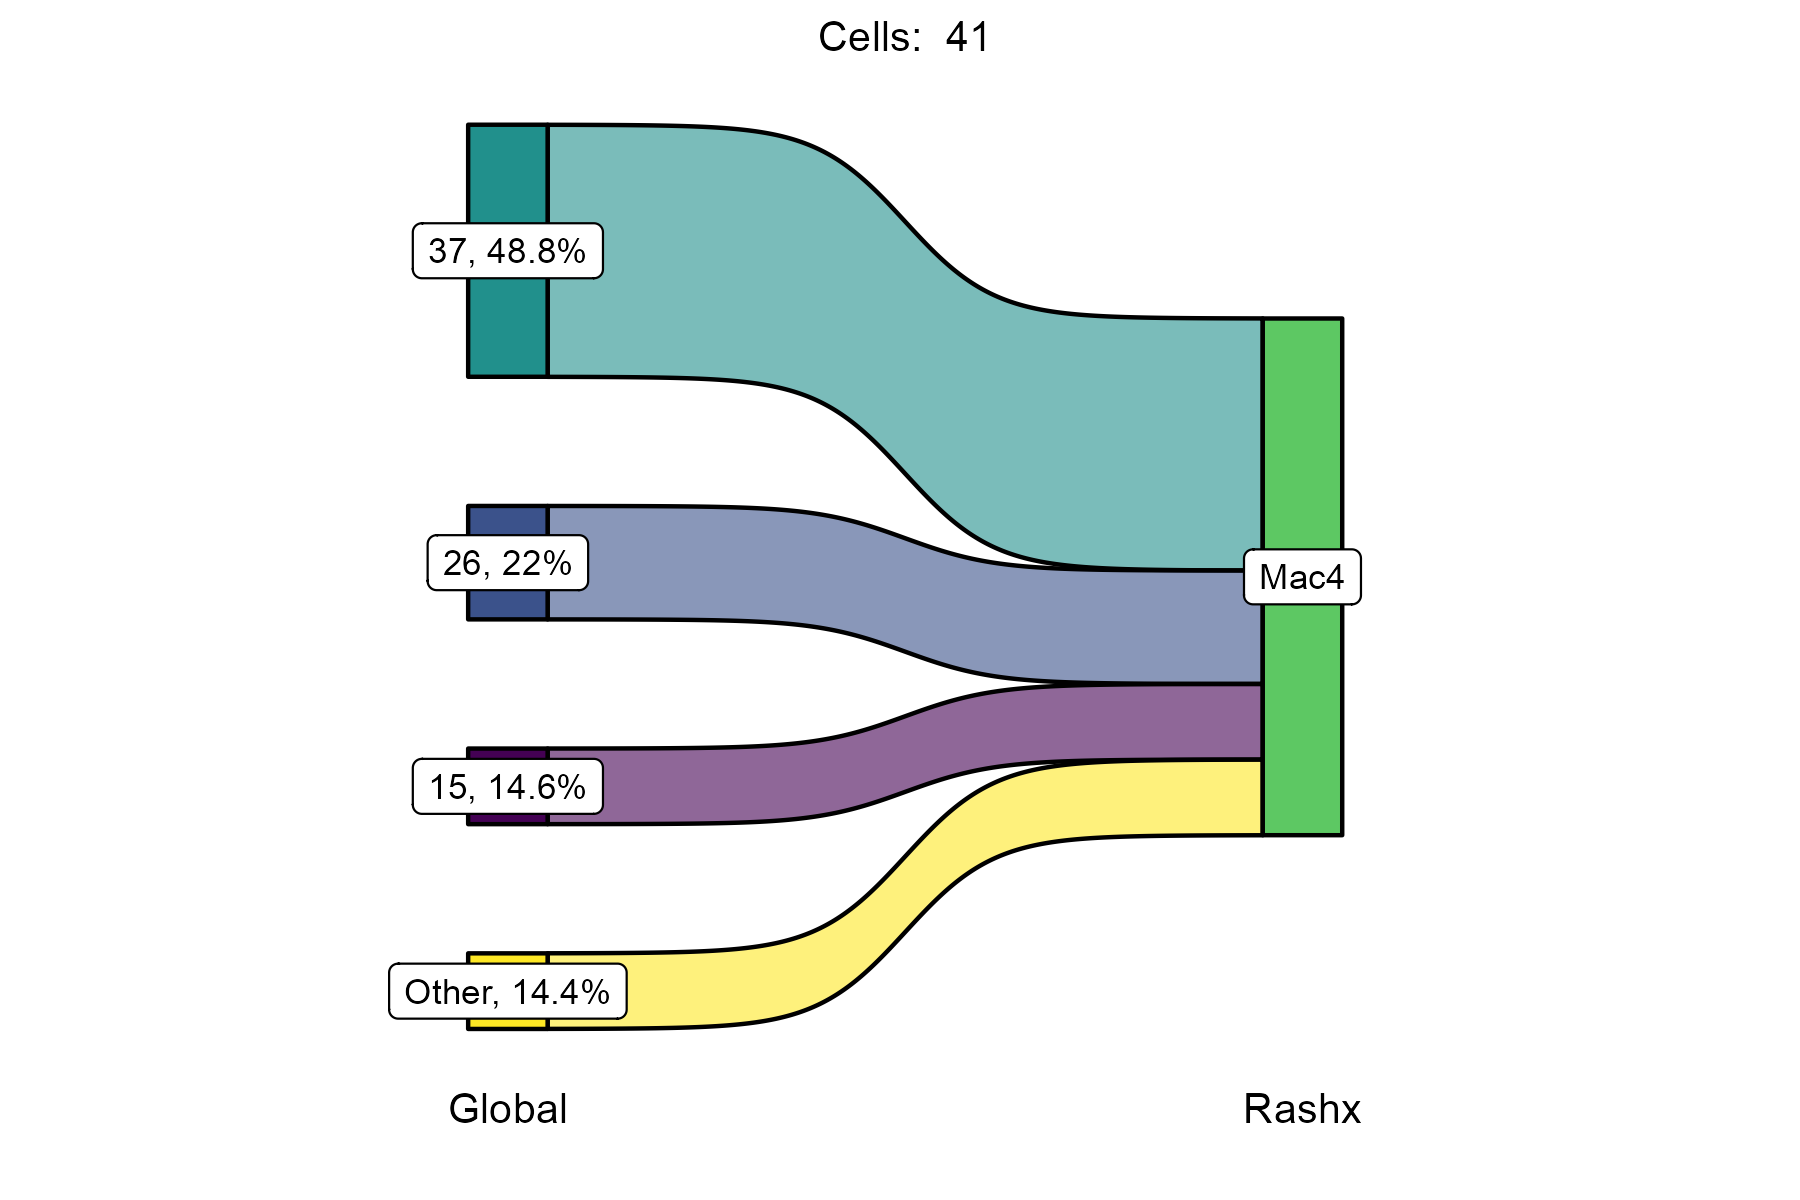 Cells:  41
37, 48.8%
26, 22%
Mac4
15, 14.6%
Other, 14.4%
Global
Rashx